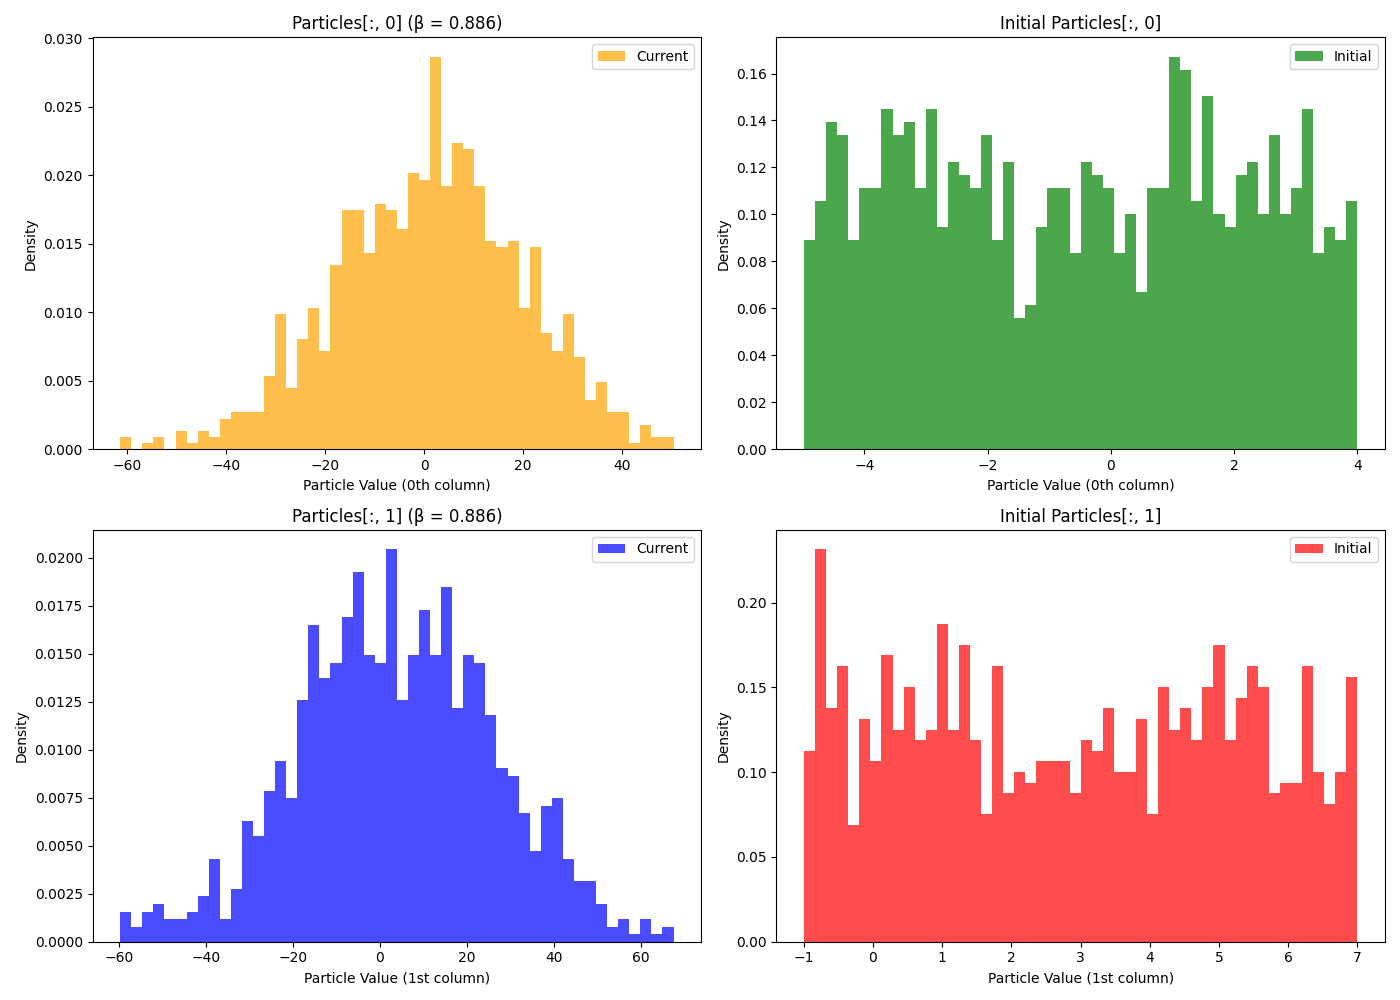 Particles[:, 0] (β = 0.886)
Current
Density
0.030
0.025
0.020
0.015
0.010
0.005
0.000
−60 −40 −20 0 20 40
Particle Value (0th column)
Initial Particles[:, 0]
Initial
Density
0.16
0.14
0.12
0.10
0.08
0.06
0.04
0.02
0.00
−4 −2 0 2 4
Particle Value (0th column)
Particles[:, 1] (β = 0.886)
Current
Density
0.0200
0.0175
0.0150
0.0125
0.0100
0.0075
0.0050
0.0025
0.0000
−60 −40 −20 0 20 40 60
Particle Value (1st column)
Initial Particles[:, 1]
Initial
Density
0.20
0.15
0.10
0.05
0.00
−1 0 1 2 3 4 5 6 7
Particle Value (1st column)